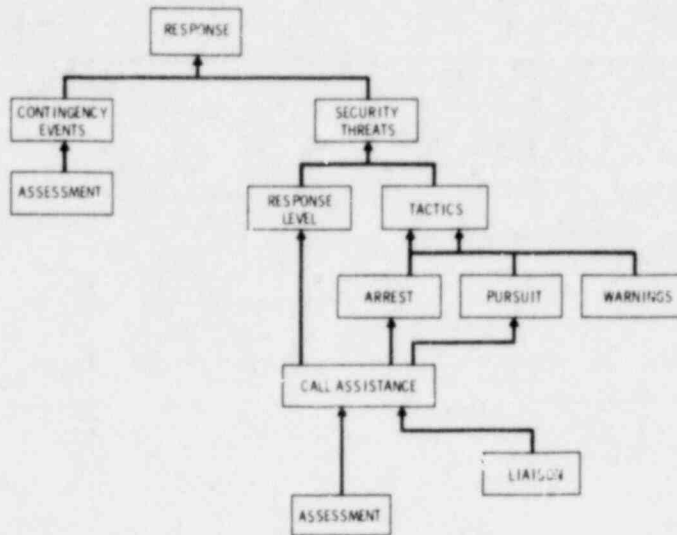 RESPONSE
CONTINGENCY
EVENTS
SECURITY
THREATS
ASSESSMENT
RESPONSE
LEVEL
TACTICS
ARREST
PURSUIT
WARNINGS
CALL ASSISTANCE
LIAISON
ASSESSMENT